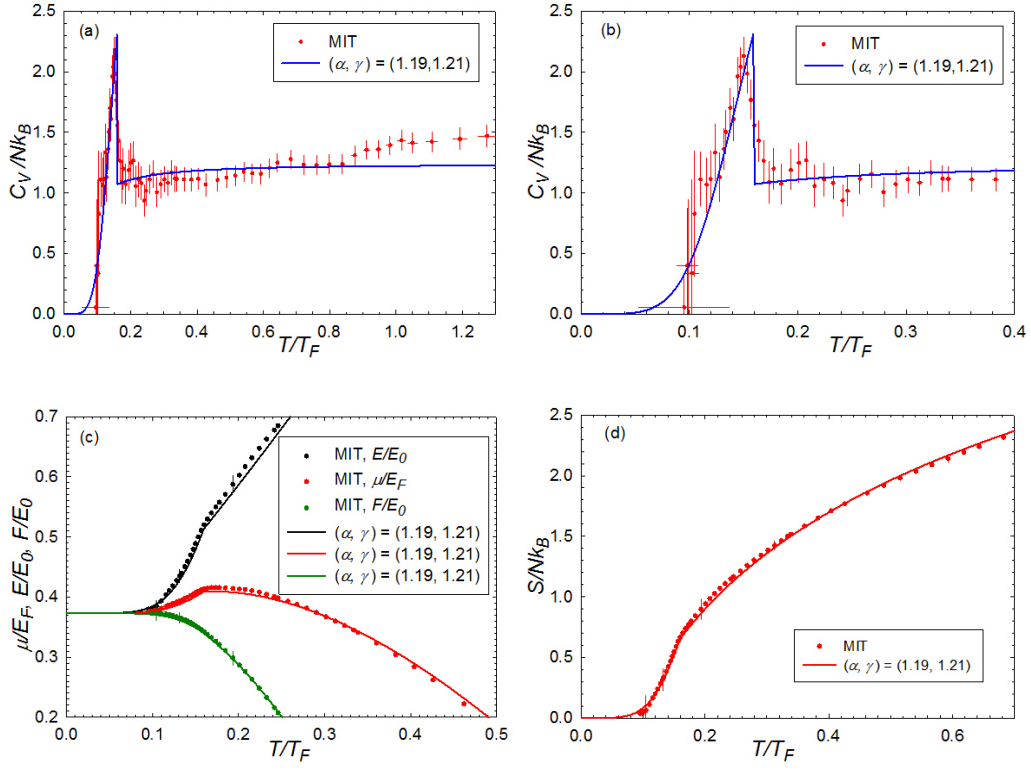 (a)
MIT
(α, γ) = (1.19,1.21)
C_V/Nk_B
2.5
2.0
1.5
1.0
0.5
0.0
0.0 0.2 0.4 0.6 0.8 1.0 1.2
T/T_F
(b)
MIT
(α, γ) = (1.19,1.21)
C_V/Nk_B
2.5
2.0
1.5
1.0
0.5
0.0
0.0 0.1 0.2 0.3 0.4
T/T_F
(c)
MIT, E/E_0
MIT, μ/E_F
MIT, F/E_0
(α, γ) = (1.19, 1.21)
(α, γ) = (1.19, 1.21)
(α, γ) = (1.19, 1.21)
μ/E_F, E/E_0, F/E_0
0.7
0.6
0.5
0.4
0.3
0.2
0.0 0.1 0.2 0.3 0.4 0.5
T/T_F
(d)
MIT
(α, γ) = (1.19, 1.21)
S/Nk_B
2.5
2.0
1.5
1.0
0.5
0.0
0.0 0.2 0.4 0.6
T/T_F